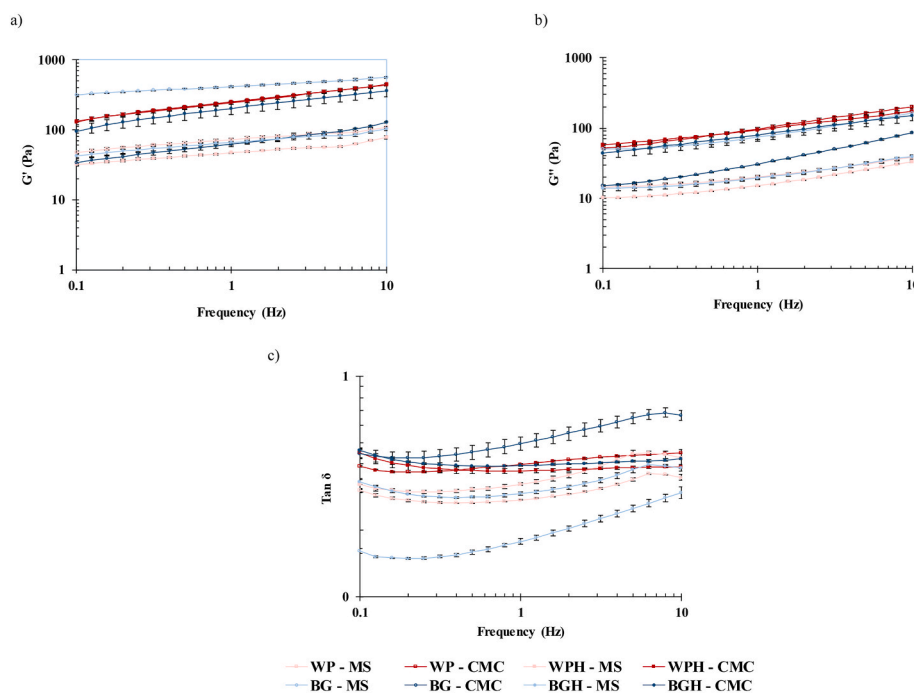 a)
b)
1000
100
10
1
0.1
1
10
G' (Pa)
Frequency (Hz)
1000
100
10
1
0.1
1
10
G'' (Pa)
Frequency (Hz)
c)
1
0
0.1
1
10
Tan δ
Frequency (Hz)
WP - MS WP - CMC WPH - MS WPH - CMC
BG - MS BG - CMC BGH - MS BGH - CMC